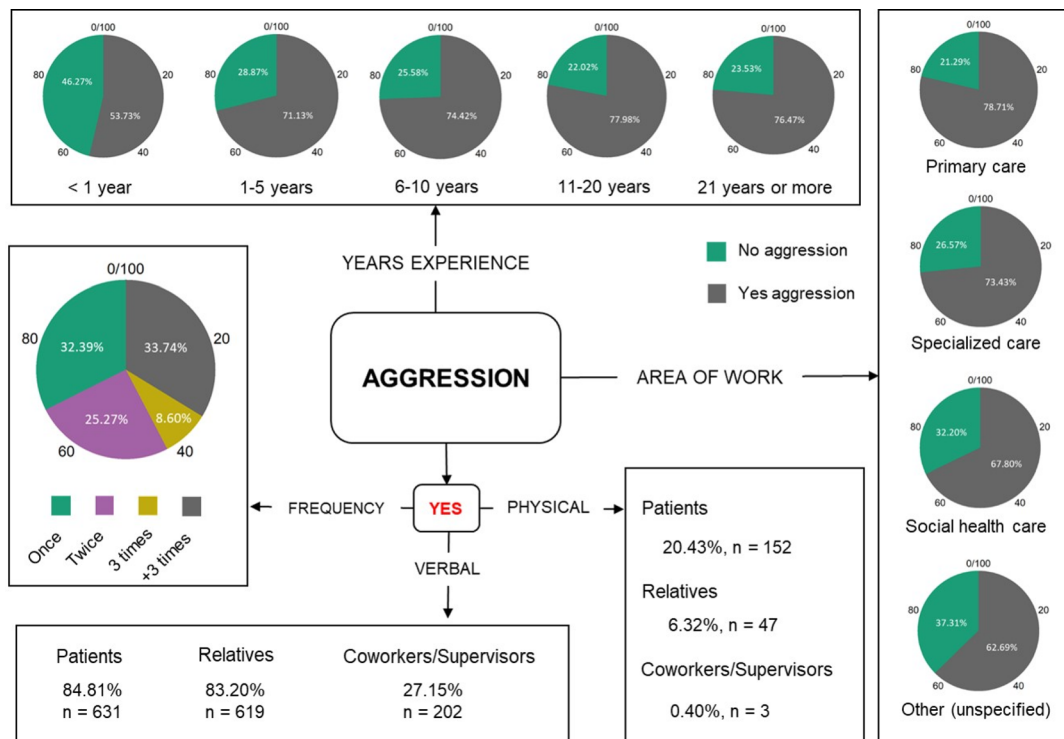 0/100
80
20
46.27%
53.73%
60
40
< 1 year
0/100
80
20
28.87%
71.13%
60
40
1-5 years
0/100
80
20
25.58%
74.42%
60
40
6-10 years
0/100
80
20
22.02%
77.98%
60
40
11-20 years
0/100
80
20
23.53%
76.47%
60
40
21 years or more
YEARS EXPERIENCE
No aggression
Yes aggression
AGGRESSION
AREA OF WORK
0/100
80
20
21.29%
78.71%
60
40
Primary care
0/100
80
20
26.57%
73.43%
60
40
Specialized care
0/100
80
20
32.20%
67.80%
60
40
Social health care
0/100
80
20
37.31%
62.69%
60
40
Other (unspecified)
0/100
80
20
32.39%
33.74%
25.27%
8.60%
60
40
Once
Twice
3 times
+3 times
FREQUENCY
YES
PHYSICAL
VERBAL
Patients
20.43%, n = 152
Relatives
6.32%, n = 47
Coworkers/Supervisors
0.40%, n = 3
Patients
84.81%
n = 631
Relatives
83.20%
n = 619
Coworkers/Supervisors
27.15%
n = 202